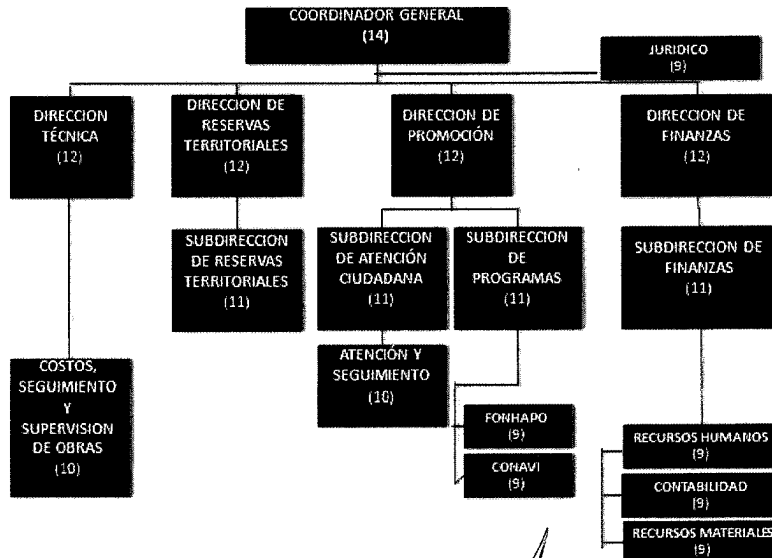 COORDINADOR GENERAL
(14)
JURIDICO
(9)
DIRECCION
TÉCNICA
(12)
DIRECCION DE
RESERVAS
TERRITORIALES
(12)
DIRECCION DE
PROMOCIÓN
(12)
DIRECCION DE
FINANZAS
(12)
SUBDIRECCION
DE RESERVAS
TERRITORIALES
(11)
SUBDIRECCION
DE ATENCIÓN
CIUDADANA
(11)
SUBDIRECCION
DE
PROGRAMAS
(11)
SUBDIRECCION DE
FINANZAS
(11)
COSTOS,
SEGUIMIENTO
Y
SUPERVISION
DE OBRAS
(10)
ATENCIÓN Y
SEGUIMIENTO
(10)
FONHAPO
(9)
CONAVI
(9)
RECURSOS HUMANOS
(9)
CONTABILIDAD
(9)
RECURSOS MATERIALES
(9)